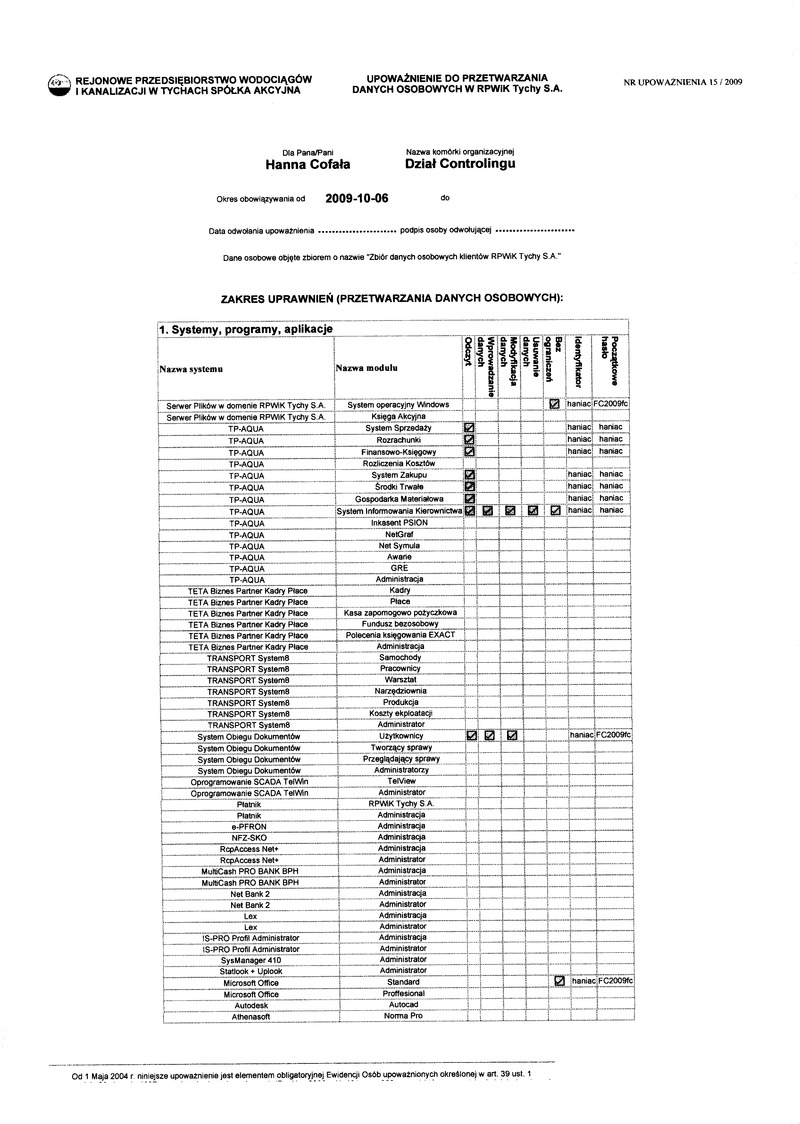 REJONOWE PRZEDSIĘBIORSTWO WODOCIĄGÓW
I KANALIZACJI W TYCHACH SPÓŁKA AKCYJNA
UPOWAŻNIENIE DO PRZETWARZANIA
DANYCH OSOBOWYCH W RPWiK Tychy S.A.
NR UPOWAŻNIENIA 15 / 2009
Dla Pana/Pani
Hanna Cofała
Nazwa komórki organizacyjnej
Dział Controlingu
Okres obowiązywania od 2009-10-06 do
Data odwołania upoważnienia ........................ podpis osoby odwołującej ........................
Dane osobowe objęte zbiorem o nazwie "Zbiór danych osobowych klientów RPWiK Tychy S.A."
ZAKRES UPRAWNIEŃ (PRZETWARZANIA DANYCH OSOBOWYCH):
1. Systemy, programy, aplikacje
Nazwa systemu Nazwa modułu Odczyt Wprowadzanie danych Modyfikacja danych Usuwanie danych Bez ograniczeń Identyfikator Początkowe hasło
Serwer Plików w domenie RPWiK Tychy S.A. System operacyjny Windows ☑ haniac FC2009fc
Serwer Plików w domenie RPWiK Tychy S.A. Księga Akcyjna
TP-AQUA System Sprzedaży ☑ haniac haniac
TP-AQUA Rozrachunki ☑ haniac haniac
TP-AQUA Finansowo-Księgowy ☑ haniac haniac
TP-AQUA Rozliczenia Kosztów
TP-AQUA System Zakupu ☑ haniac haniac
TP-AQUA Środki Trwałe ☑ haniac haniac
TP-AQUA Gospodarka Materiałowa ☑ haniac haniac
TP-AQUA System Informowania Kierownictwa ☑ ☑ ☑ ☑ ☑ haniac haniac
TP-AQUA Inkasent PSION
TP-AQUA NetGraf
TP-AQUA Net Symula
TP-AQUA Awarie
TP-AQUA GRE
TP-AQUA Administracja
TETA Biznes Partner Kadry Płace Kadry
TETA Biznes Partner Kadry Płace Płace
TETA Biznes Partner Kadry Płace Kasa zapomogowo pożyczkowa
TETA Biznes Partner Kadry Płace Fundusz bezosobowy
TETA Biznes Partner Kadry Płace Polecenia księgowania EXACT
TETA Biznes Partner Kadry Płace Administracja
TRANSPORT System8 Samochody
TRANSPORT System8 Pracownicy
TRANSPORT System8 Warsztat
TRANSPORT System8 Narzędziownia
TRANSPORT System8 Produkcja
TRANSPORT System8 Koszty ekploatacji
TRANSPORT System8 Administrator
System Obiegu Dokumentów Użytkownicy ☑ ☑ ☑ haniac FC2009fc
System Obiegu Dokumentów Tworzący sprawy
System Obiegu Dokumentów Przeglądający sprawy
System Obiegu Dokumentów Administratorzy
Oprogramowanie SCADA TelWin TelView
Oprogramowanie SCADA TelWin Administrator
Płatnik RPWiK Tychy S.A.
Płatnik Administracja
e-PFRON Administracja
NFZ-SKO Administracja
RcpAccess Net+ Administracja
RcpAccess Net+ Administrator
MultiCash PRO BANK BPH Administracja
MultiCash PRO BANK BPH Administrator
Net Bank 2 Administracja
Net Bank 2 Administrator
Lex Administracja
Lex Administrator
IS-PRO Profil Administrator Administracja
IS-PRO Profil Administrator Administrator
SysManager 410 Administrator
Statlook + Uplook Administrator
Microsoft Office Standard ☑ haniac FC2009fc
Microsoft Office Proffesional
Autodesk Autocad
Athenasoft Norma Pro
Od 1 Maja 2004 r. niniejsze upoważnienie jest elementem obligatoryjnej Ewidencji Osób upoważnionych określonej w art. 39 ust. 1